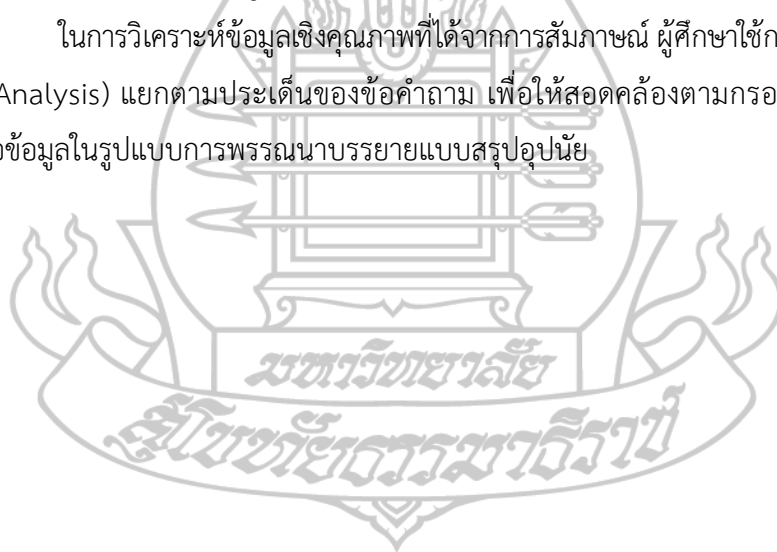 ในการวิเคราะห์ข้อมูลเชิงคุณภาพที่ได้จากการสัมภาษณ์ ผู้ศึกษาใช้ก
Analysis) แยกตามประเด็นของข้อคำถาม เพื่อให้สอดคล้องตามกรอ
ข้อมูลในรูปแบบการพรรณนาบรรยายแบบสรุปอุปนัย
มหาวิทยาลัย
สุโขทัยธรรมาธิราช